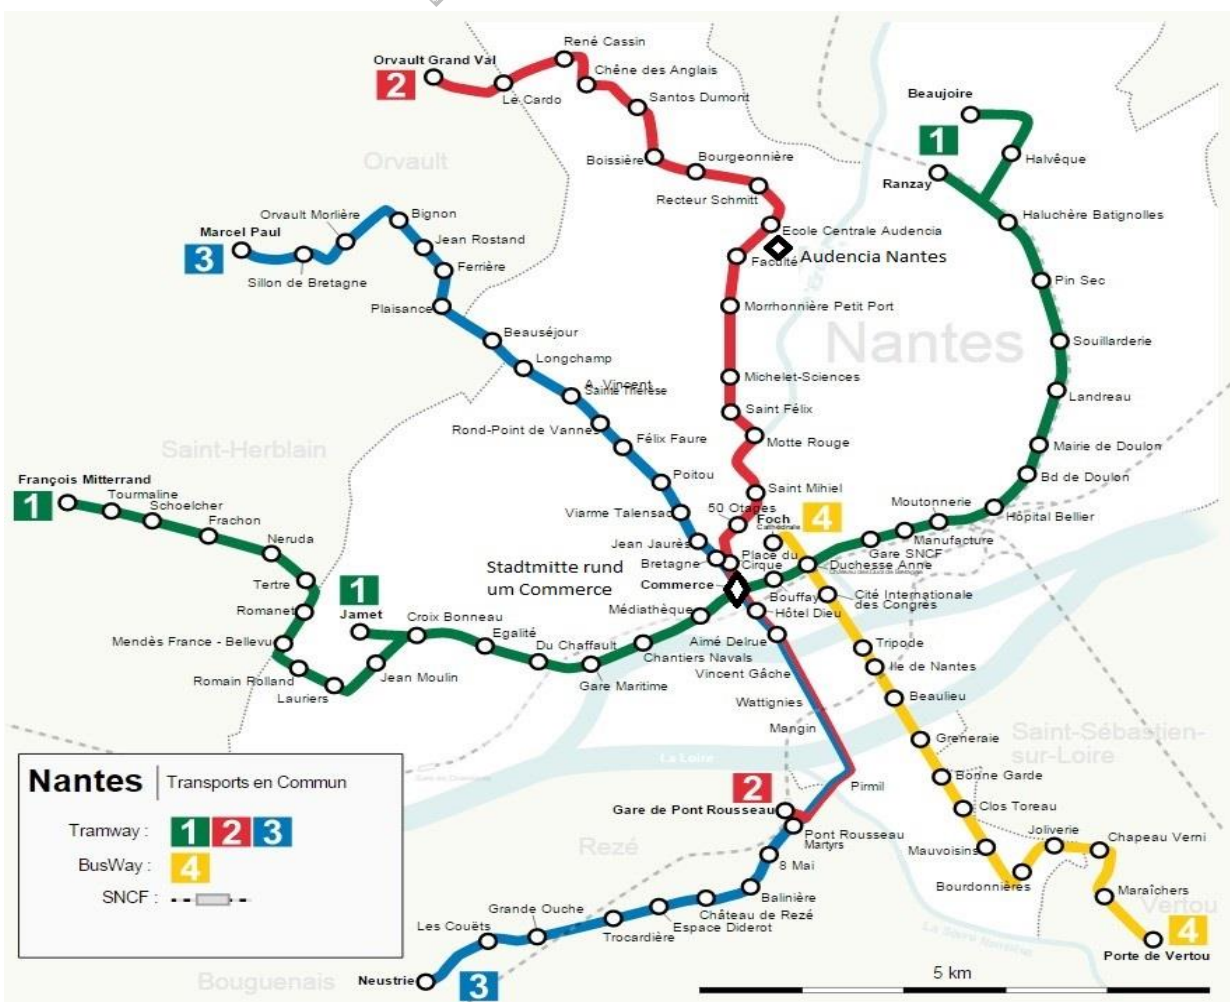 René Cassin
Orvault Grand Val
2
Chêne des Anglais
Le Cardo
Santos Dumont
Beaujoire
1
Halvêque
Boissière
Bourgeonnière
Orvault
Ranzay
Recteur Schmitt
Orvault Morlière
Bignon
Haluchère Batignolles
Marcel Paul
3
Jean Rostand
Ecole Centrale Audencia
Audencia Nantes
Faculté
Ferrière
Sillon de Bretagne
Pin Sec
Plaisance
Morrhonnière Petit Port
Beauséjour
Nantes
Souillarderie
Longchamp
Michelet-Sciences
A. Vincent
Sainte Thérèse
Landreau
Saint Félix
Rond-Point de Vannes
Félix Faure
Motte Rouge
Mairie de Doulon
Saint-Herblain
Poitou
Bd de Doulon
François Mitterrand
1
Tourmaline
Schoelcher
Saint Mihiel
Moutonnerie
Viarme Talensac
50 Otages
Foch
Cathédrale
4
Hôpital Bellier
Frachon
Manufacture
Neruda
Jean Jaurès
Gare SNCF
Bretagne
Place du
Cirque
Duchesse Anne
Stadtmitte rund
um Commerce
Commerce
Tertre
1
Jamet
Romanet
Croix Bonneau
Médiathèque
Bouffay
Hôtel Dieu
Cité Internationale
des Congrès
Mendès France - Bellevu
Egalité
Du Chaffault
Aimé Delrue
Tripode
Chantiers Navals
Ile de Nantes
Romain Rolland
Jean Moulin
Gare Maritime
Vincent Gâche
Lauriers
Beaulieu
Wattignies
Mangin
Saint-Sébastien-
sur-Loire
Greneraie
La Loire
Nantes
Transports en Commun
2
Pirmil
Bonne Garde
Gare de Pont Rousseau
Clos Toreau
Tramway :
1 2 3
Pont Rousseau
Martyrs
Joliverie
Chapeau Verni
Rezé
Mauvoisins
BusWay :
4
8 Mai
Bourdonnières
SNCF :
Balinière
Maraîchers
Vertou
Château de Rezé
Grande Ouche
Espace Diderot
Les Couëts
Trocardière
4
Porte de Vertou
Bouguenais
Neustrie
3
5 km